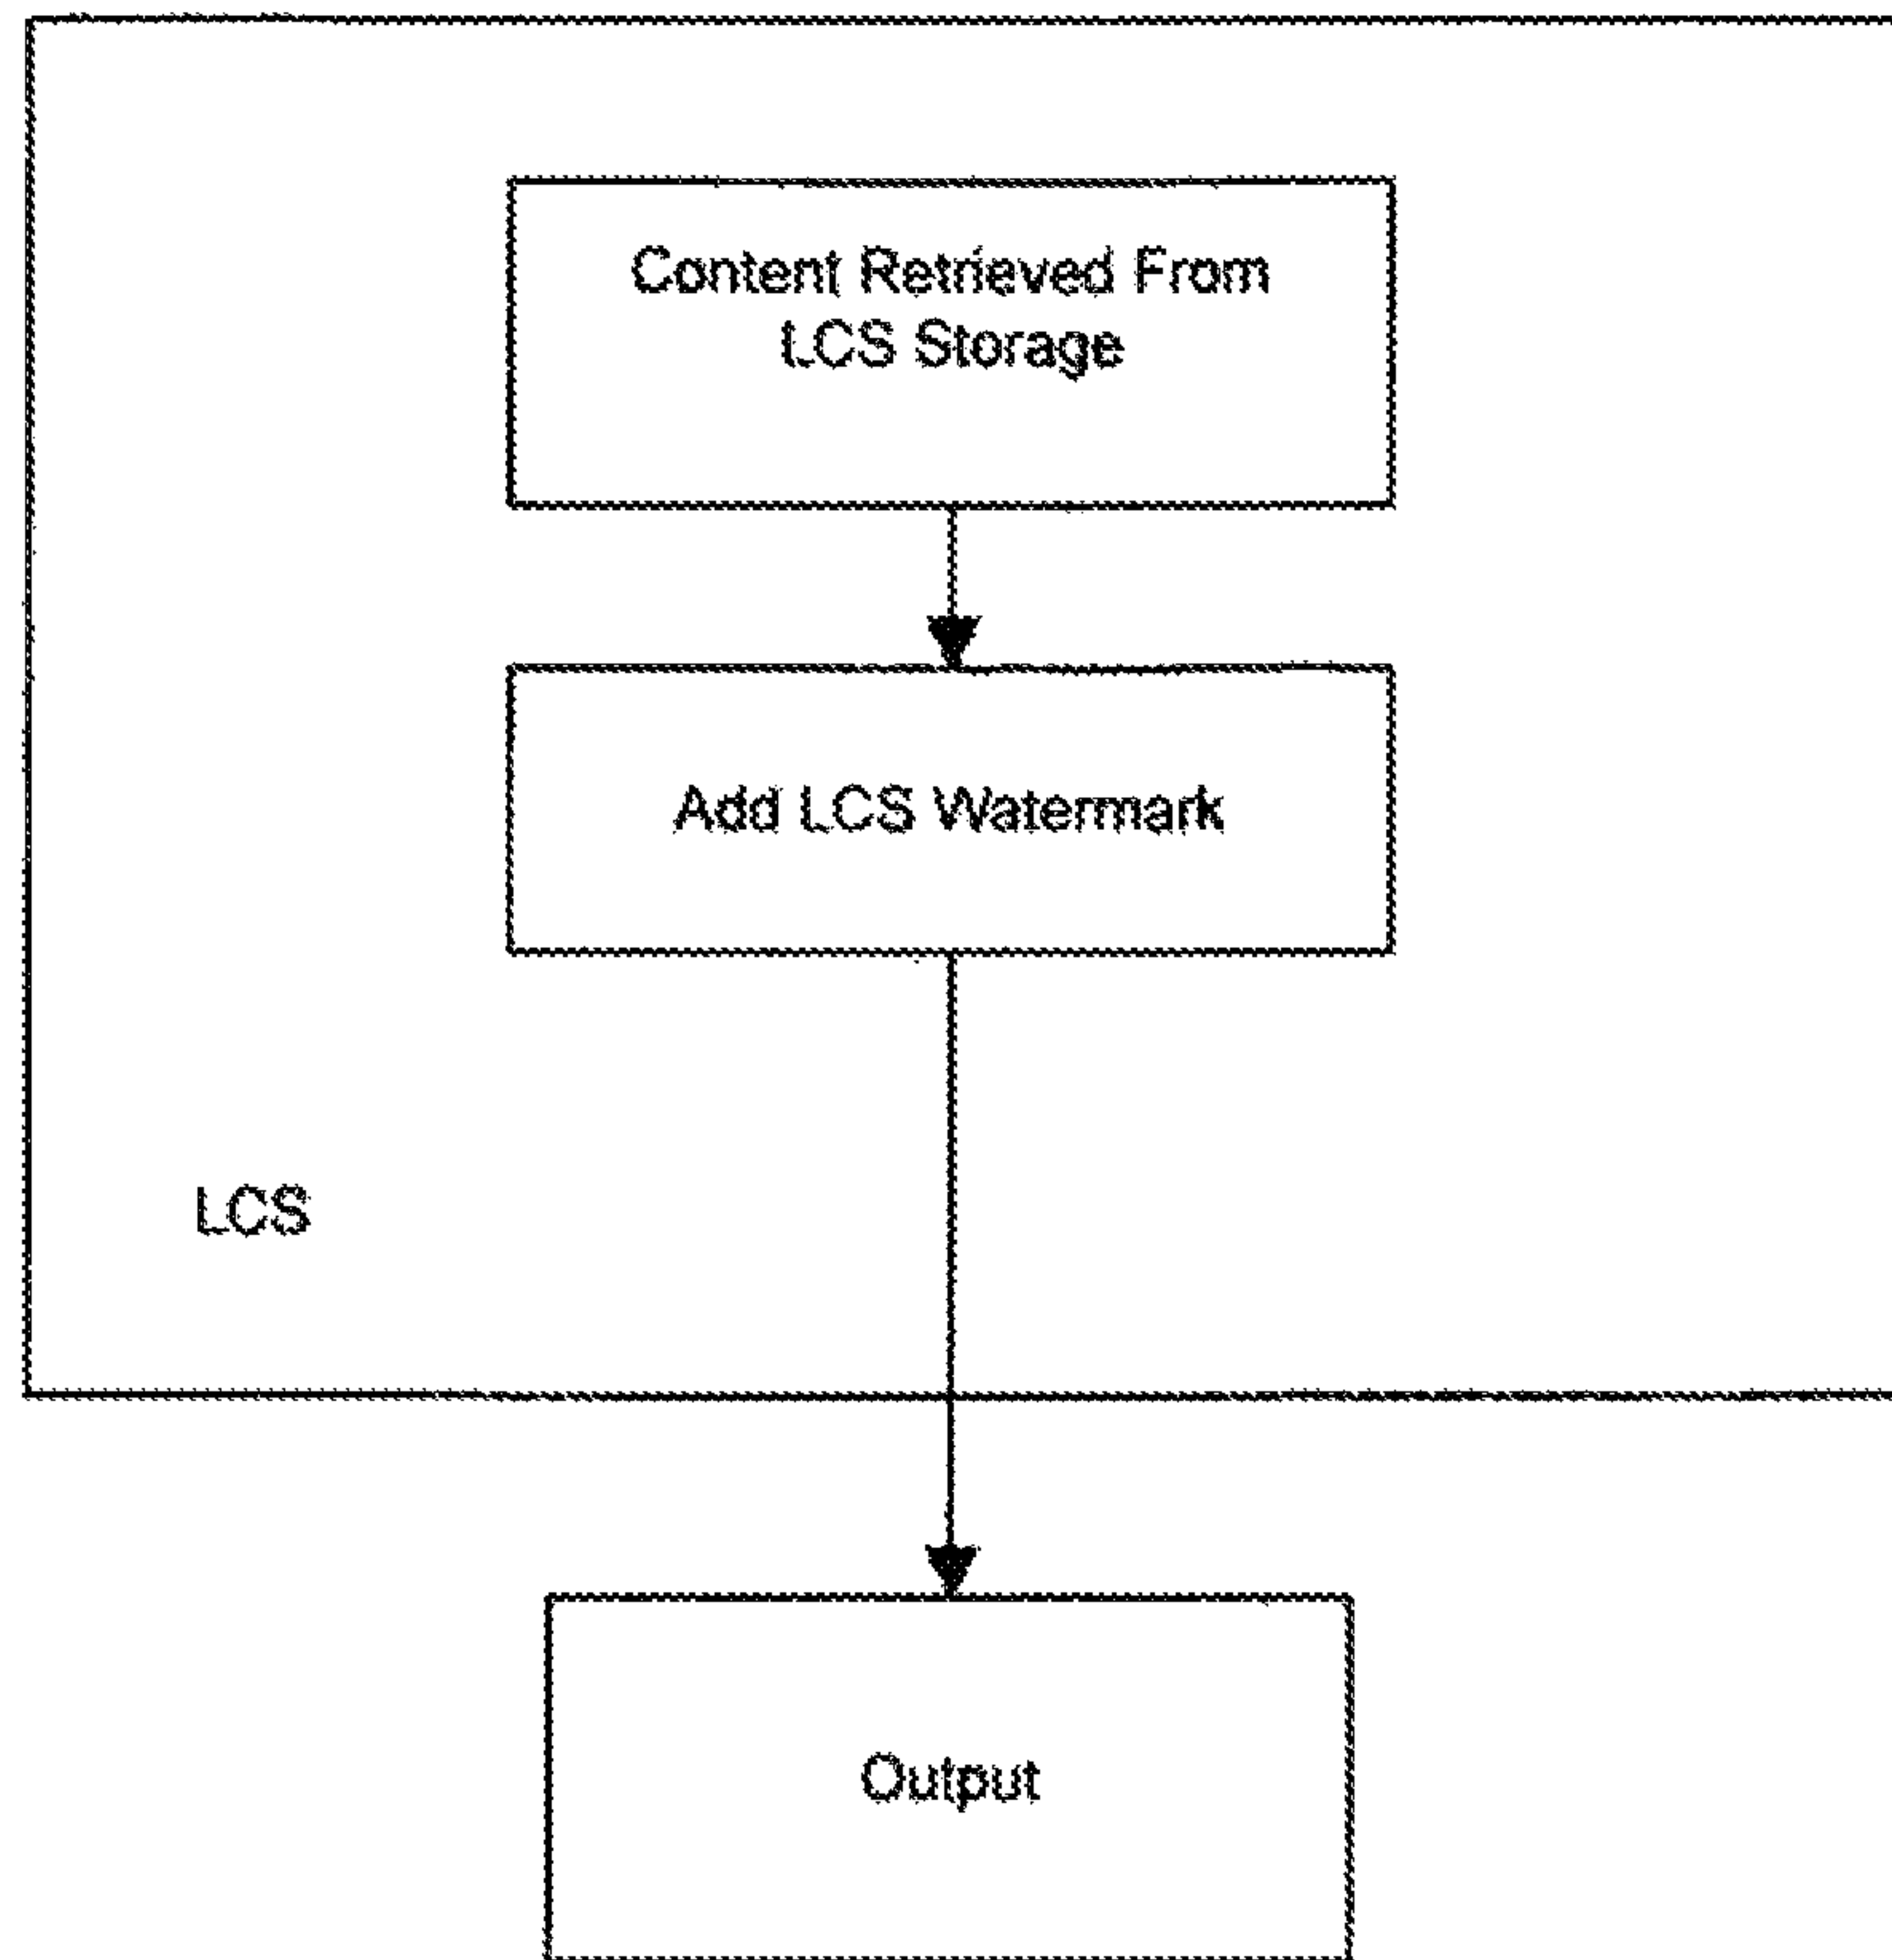 Content Retrieved From
LCS Storage
Add LCS Watermark
LCS
Output